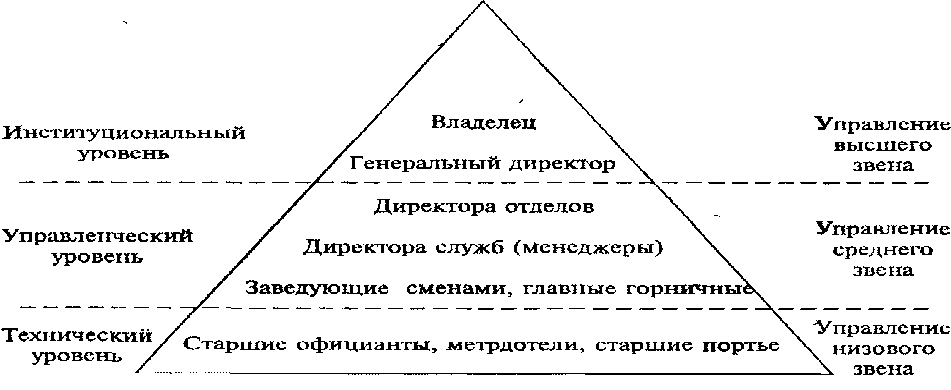 Институциональный
уровень
Владелец
Генеральный директор
Управление
высшего
звена
Управленческий
уровень
Директора отделов
Директора служб (менеджеры)
Заведующие сменами, главные горничные
Управление
среднего
звена
Технический
уровень
Старшие официанты, метрдотели, старшие портье
Управление
низового
звена